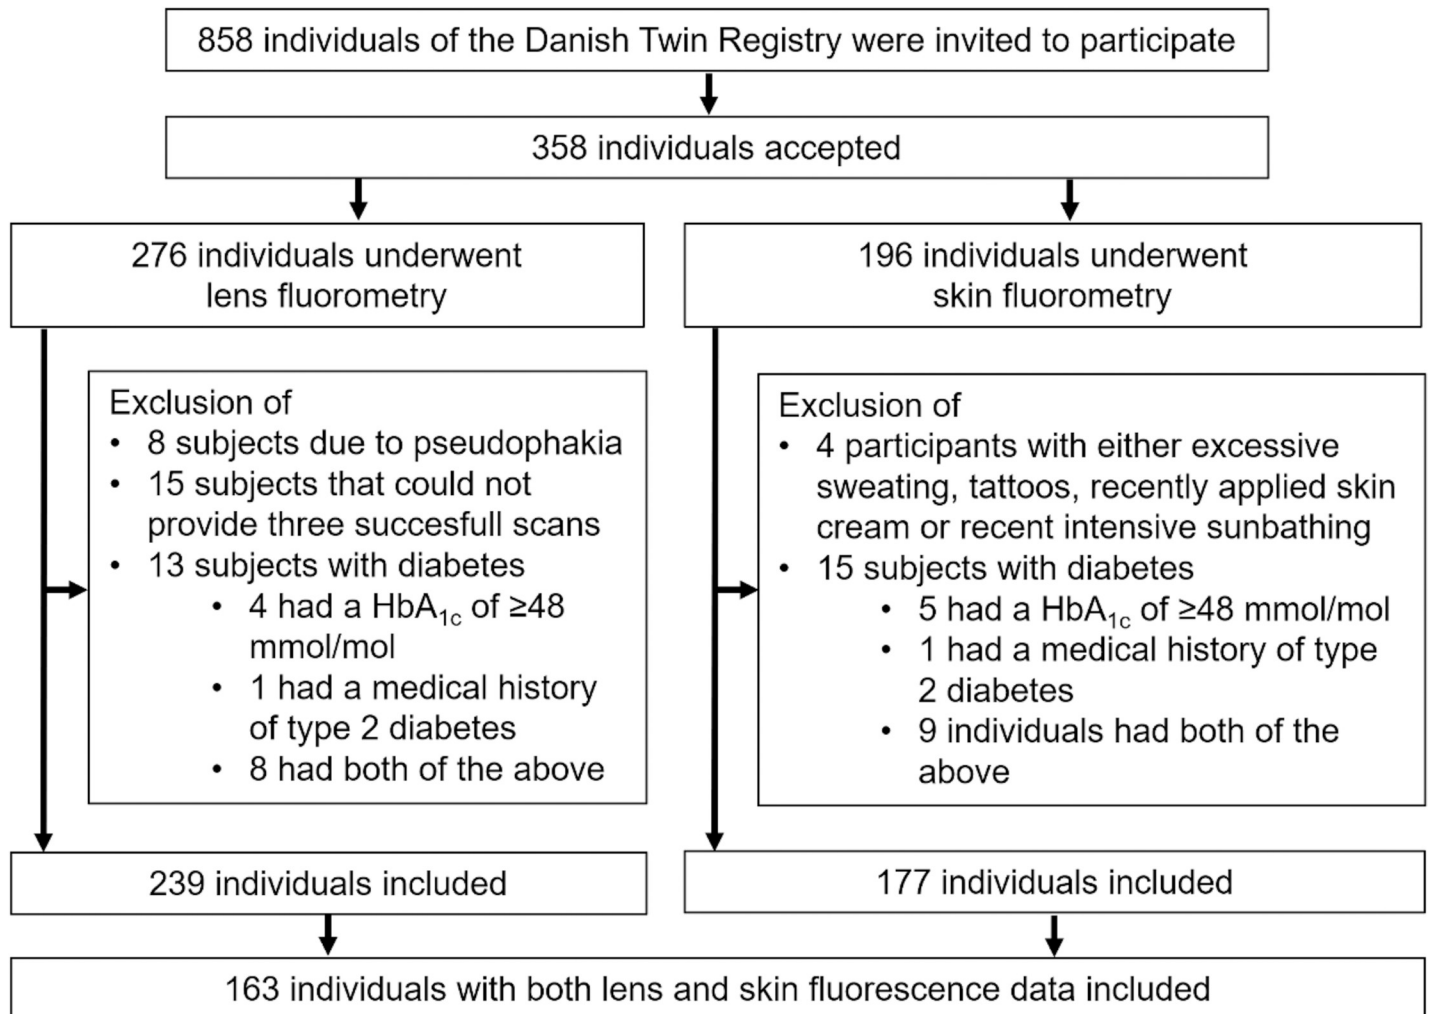 858 individuals of the Danish Twin Registry were invited to participate
358 individuals accepted
276 individuals underwent
lens fluorometry
196 individuals underwent
skin fluorometry
Exclusion of
• 8 subjects due to pseudophakia
• 15 subjects that could not
provide three succesfull scans
• 13 subjects with diabetes
• 4 had a HbA1c of ≥48
mmol/mol
• 1 had a medical history
of type 2 diabetes
• 8 had both of the above
Exclusion of
• 4 participants with either excessive
sweating, tattoos, recently applied skin
cream or recent intensive sunbathing
• 15 subjects with diabetes
• 5 had a HbA1c of ≥48 mmol/mol
• 1 had a medical history of type
2 diabetes
• 9 individuals had both of the
above
239 individuals included
177 individuals included
163 individuals with both lens and skin fluorescence data included